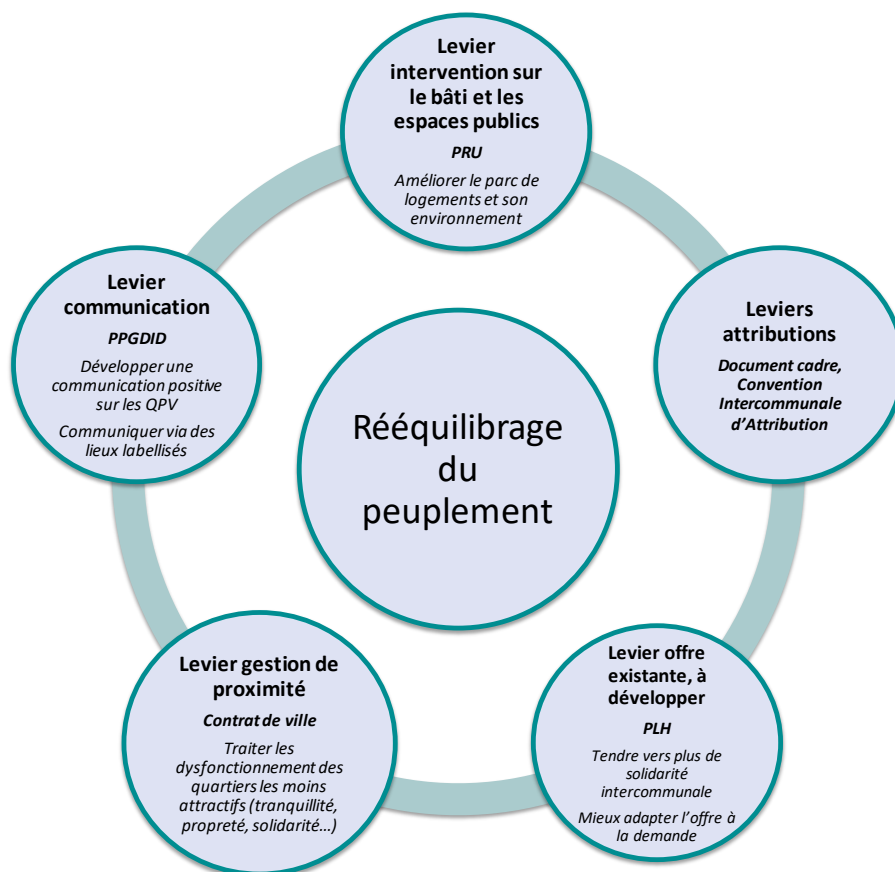 Levier
intervention sur
le bâti et les
espaces publics
PRU
Améliorer le parc de
logements et son
environnement
Leviers
attributions
Document cadre,
Convention
Intercommunale
d'Attribution
Levier offre
existante, à
développer
PLH
Tendre vers plus de
solidarité
intercommunale
Mieux adapter l'offre à
la demande
Levier gestion de
proximité
Contrat de ville
Traiter les
dysfonctionnement des
quartiers les moins
attractifs (tranquillité,
propreté, solidarité...)
Levier
communication
PPGDID
Développer une
communication positive
sur les QPV
Communiquer via des
lieux labellisés
Rééquilibrage
du
peuplement